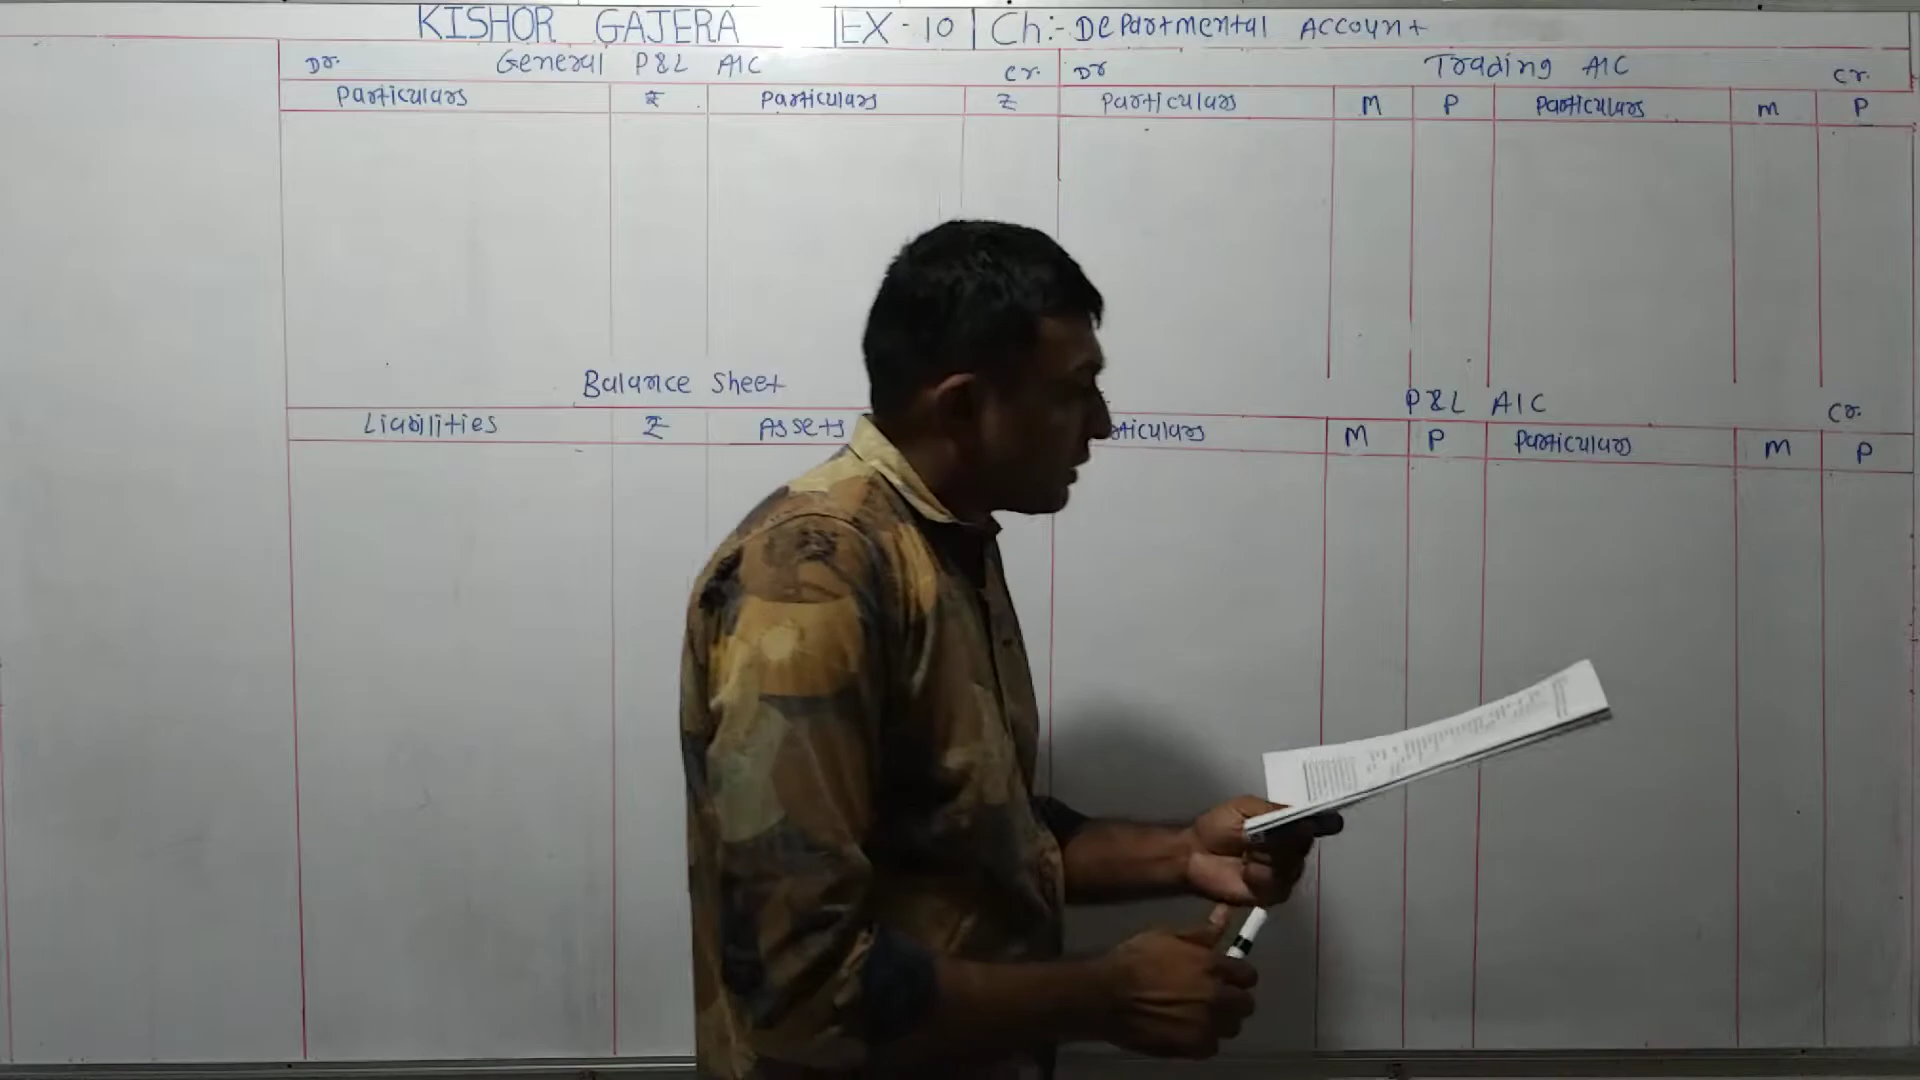 KISHOR GAJERA EX-10 Ch:- Departmental Account
Dr. General P&L A/C Cr.
Particulars ₹ Particulars ₹
Dr Trading A/C Cr.
Particulars M P Particulars M P
Balance Sheet
Liabilities ₹ Assets
P&L A/C Cr.
ticulars M P Particulars M P